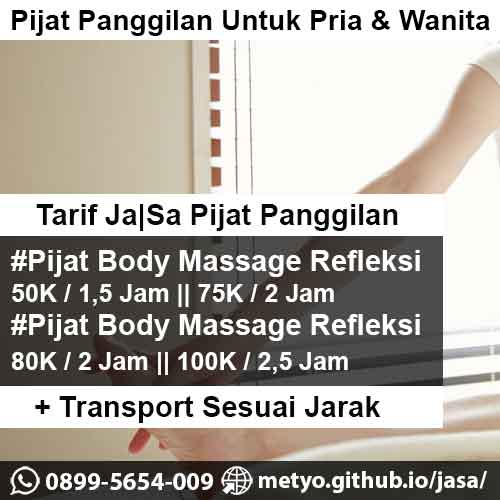 Pijat Panggilan Untuk Pria & Wanita
Tarif Ja|Sa Pijat Panggilan
#Pijat Body Massage Refleksi
50K / 1,5 Jam || 75K / 2 Jam
#Pijat Body Massage Refleksi
80K / 2 Jam || 100K / 2,5 Jam
+ Transport Sesuai Jarak
0899-5654-009 metyo.github.io/jasa/